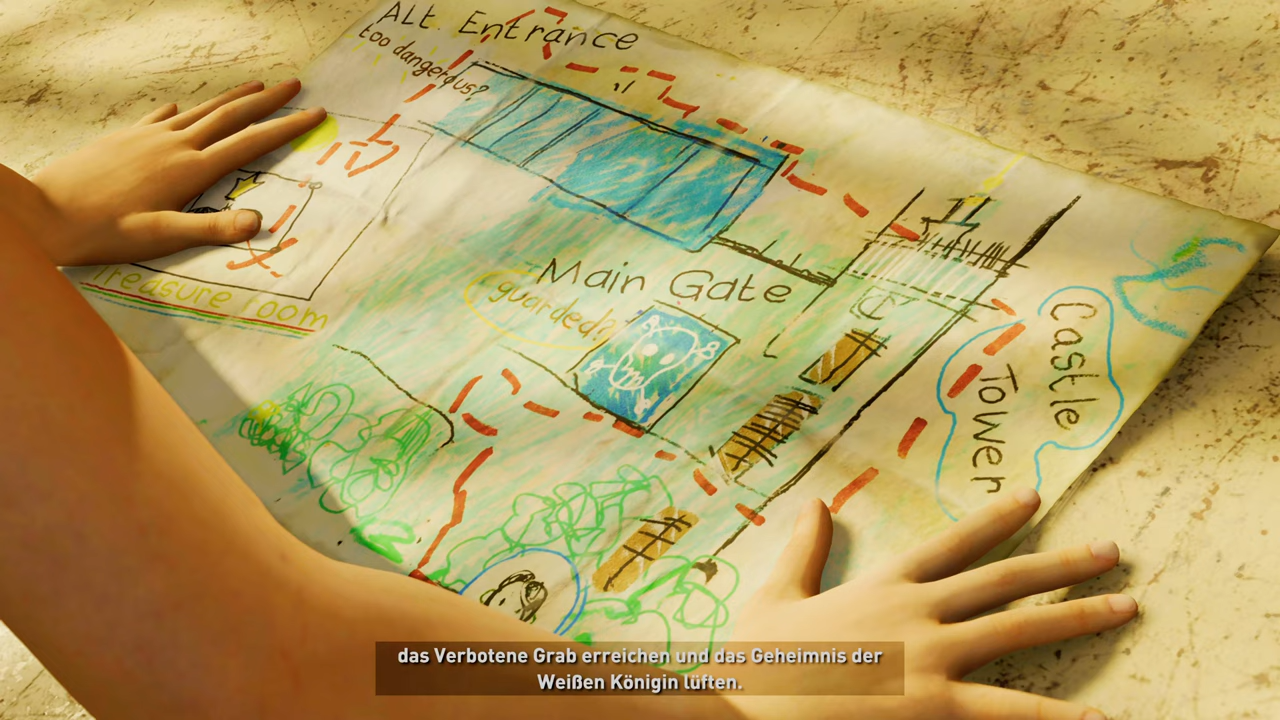 ALt. Entrance
too dangerous?
Main Gate
guarded?
Treasure room
Castle
Tower
das Verbotene Grab erreichen und das Geheimnis der
Weißen Königin lüften.